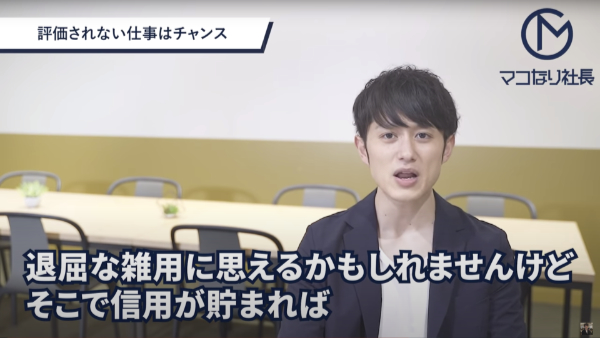 評価されない仕事はチャンス
マコなり社長
退屈な雑用に思えるかもしれませんけど
そこで信用が貯まれば